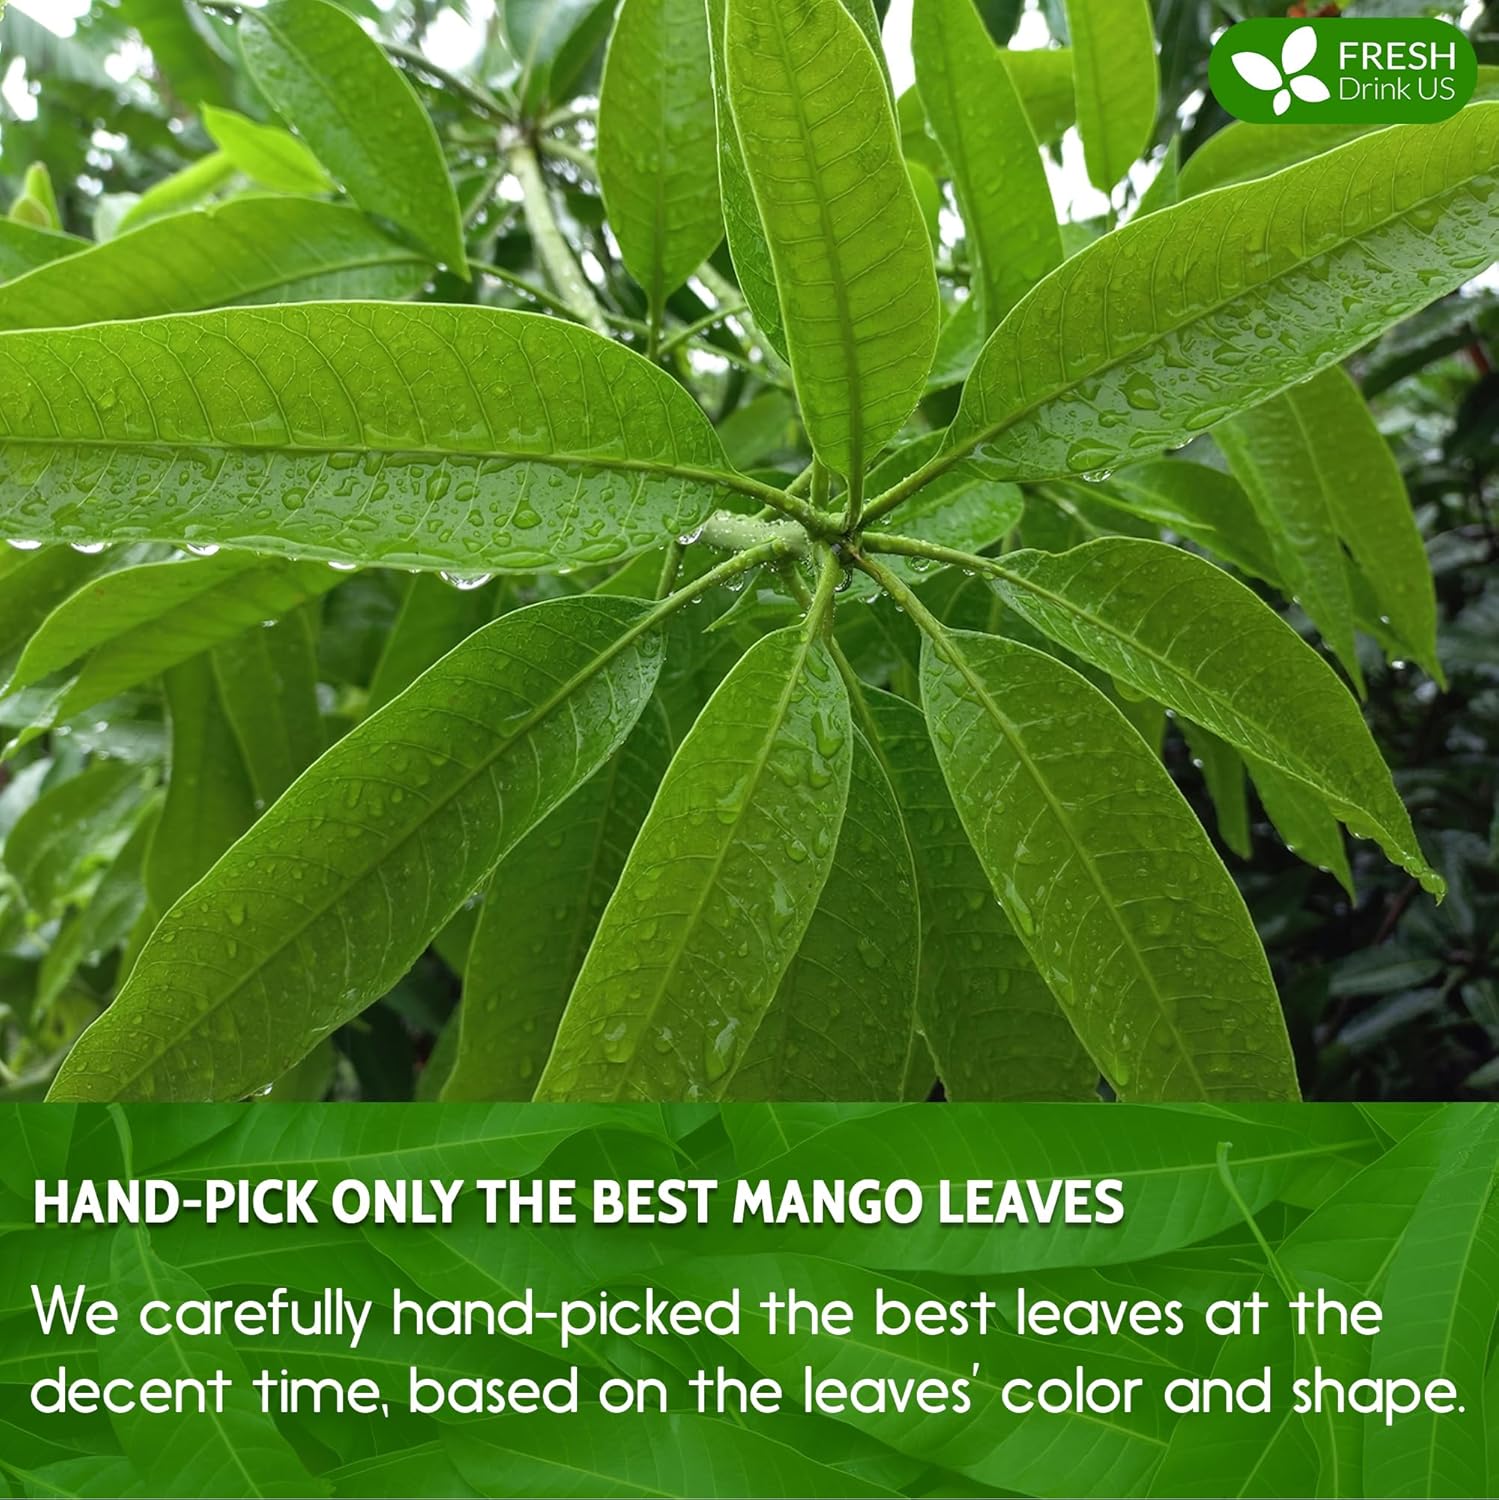 FRESH
Drink US
HAND-PICK ONLY THE BEST MANGO LEAVES
We carefully hand-picked the best leaves at the
decent time, based on the leaves' color and shape.